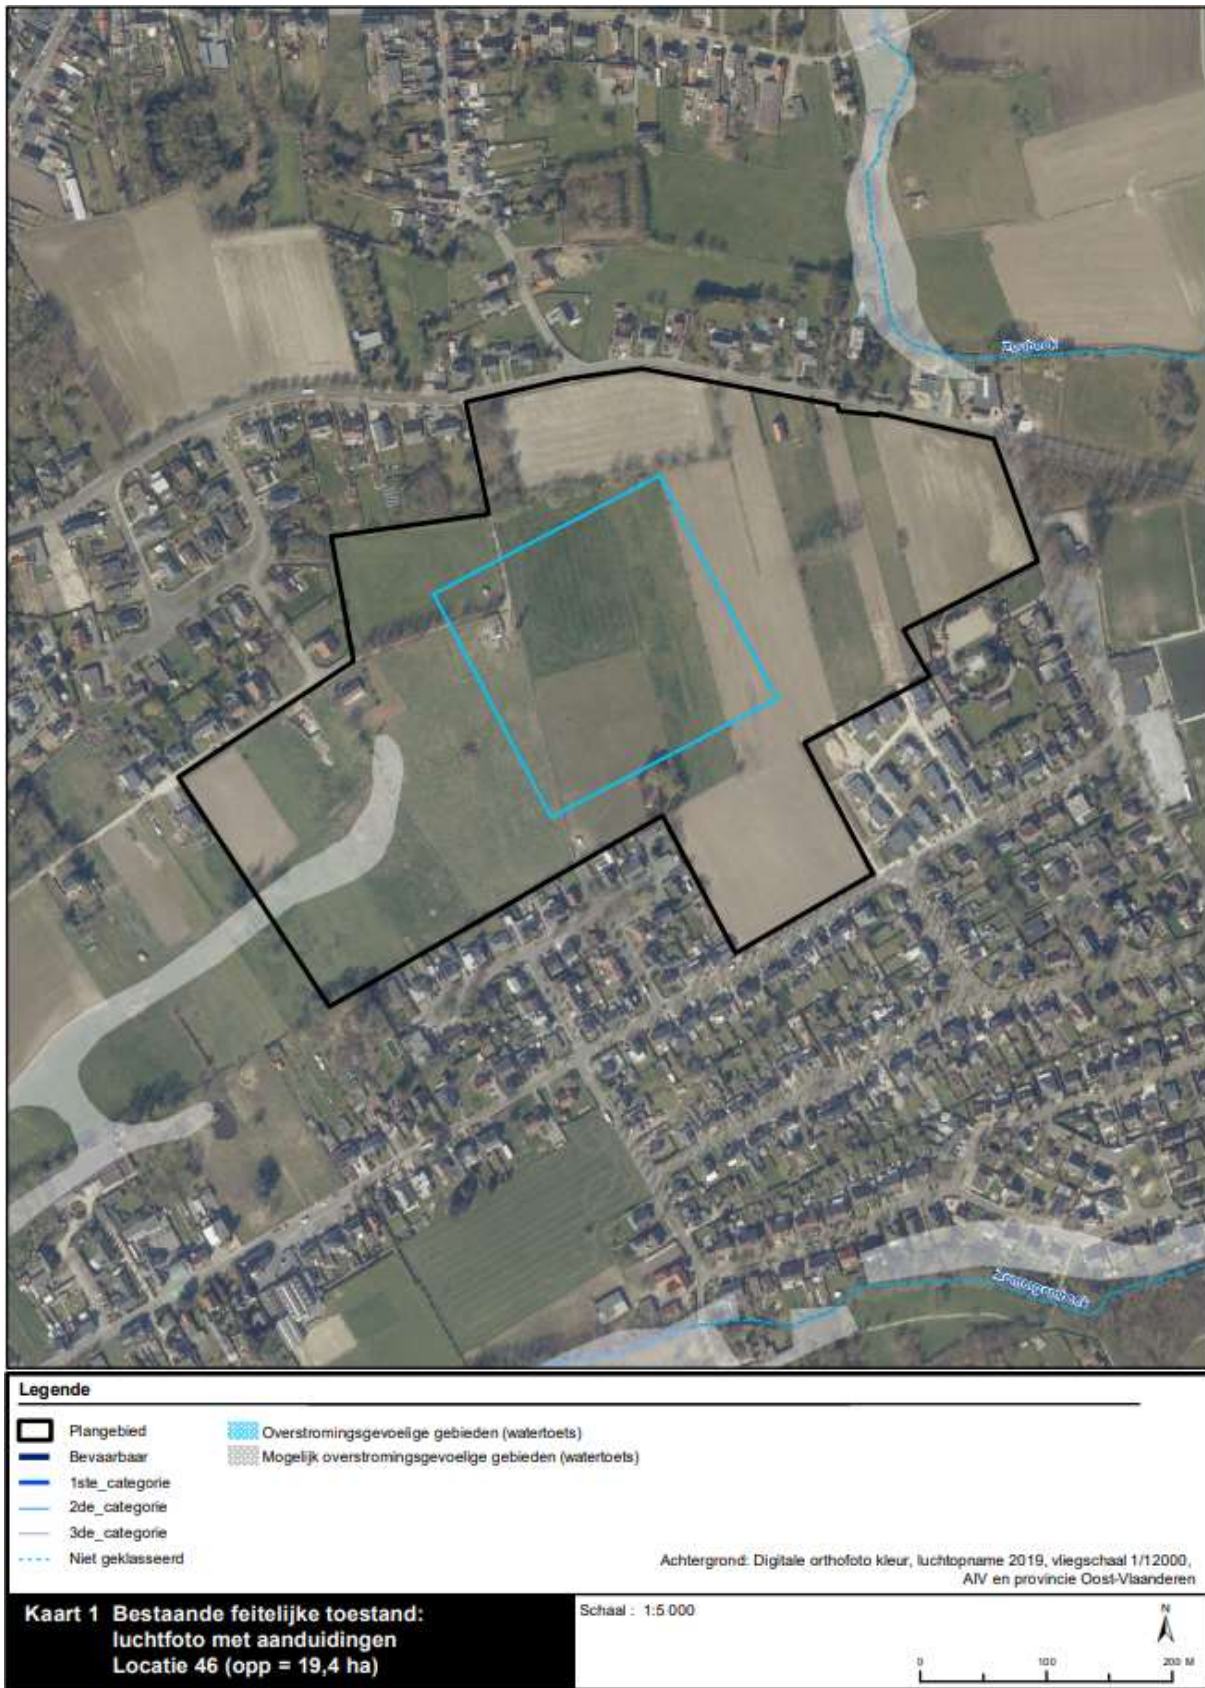 Zeebeek
Legende
Plangebied
Bevaarbaar
1ste_categorie
2de_categorie
3de_categorie
Niet geklasseerd
Overstromingsgevoelige gebieden (watertoets)
Mogelijk overstromingsgevoelige gebieden (watertoets)
Achtergrond: Digitale orthofoto kleur, luchtopname 2019, vliegschaal 1/12000,
AIV en provincie Oost-Vlaanderen
Kaart 1 Bestaande feitelijke toestand:
luchtfoto met aanduidingen
Locatie 46 (opp = 19,4 ha)
Schaal : 1:5 000
N
0 100 200 M